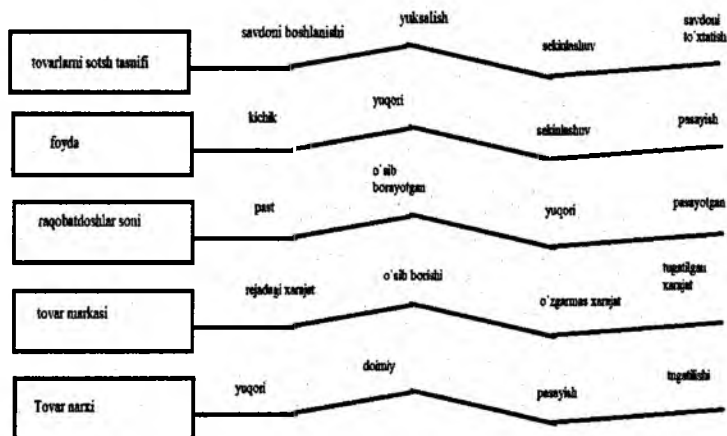 savdoni boshlanishi
yuksalish
sekinlashuv
savdoni
to`xtatish
tovarlarni sotsh tasnifi
kichik
yuqori
sekinlashuv
pasayish
foyda
past
o`sib
borayotgan
yuqori
pasayotgan
raqobatdoshlar soni
rejadagi xarajat
o`sib borishi
o`zgarmas xarajat
tugatilgan
xarajat
tovar markasi
yuqori
doimiy
pasayish
tugatilishi
Tovar narxi